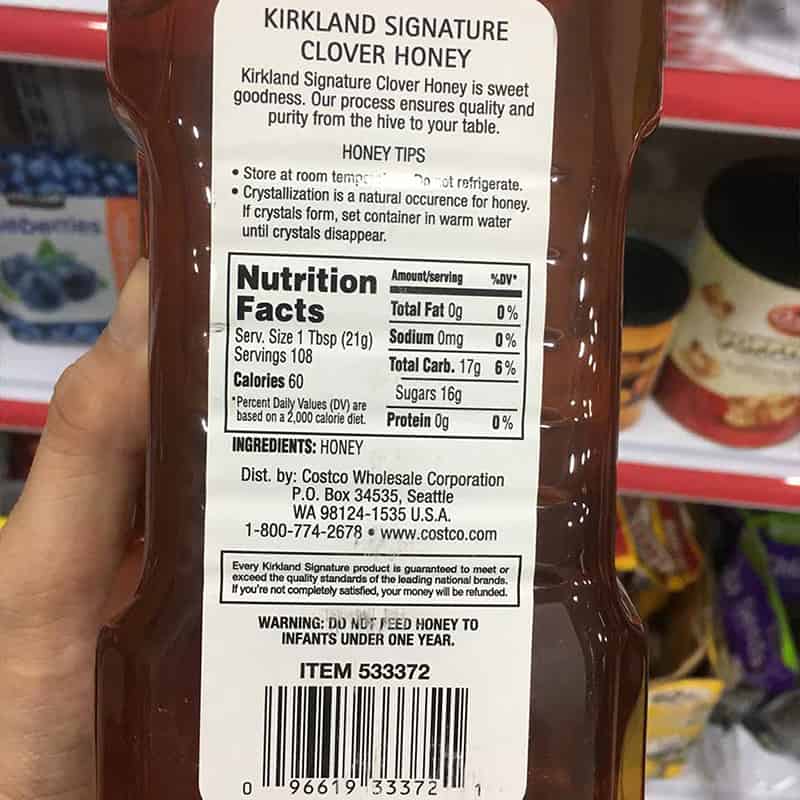 KIRKLAND SIGNATURE
CLOVER HONEY
Kirkland Signature Clover Honey is sweet
goodness. Our process ensures quality and
purity from the hive to your table.
HONEY TIPS
• Store at room Do not refrigerate.
• Crystallization is a natural occurence for honey.
If crystals form, set container in warm water
until crystals disappear.
Nutrition
Facts
Serv. Size 1 Tbsp (21g)
Servings 108
Calories 60
*Percent Daily Values (DV) are
based on a 2,000 calorie diet.
Amount/serving %DV*
Total Fat 0g 0%
Sodium 0mg 0%
Total Carb. 17g 6%
Sugars 16g
Protein 0g 0%
INGREDIENTS: HONEY
Dist. by: Costco Wholesale Corporation
P.O. Box 34535, Seattle
WA 98124-1535 U.S.A.
1-800-774-2678 • www.costco.com
Every Kirkland Signature product is guaranteed to meet or
exceed the quality standards of the leading national brands.
If you're not completely satisfied, your money will be refunded.
WARNING: DO NOT FEED HONEY TO
INFANTS UNDER ONE YEAR.
ITEM 533372
0 96619 33372 1